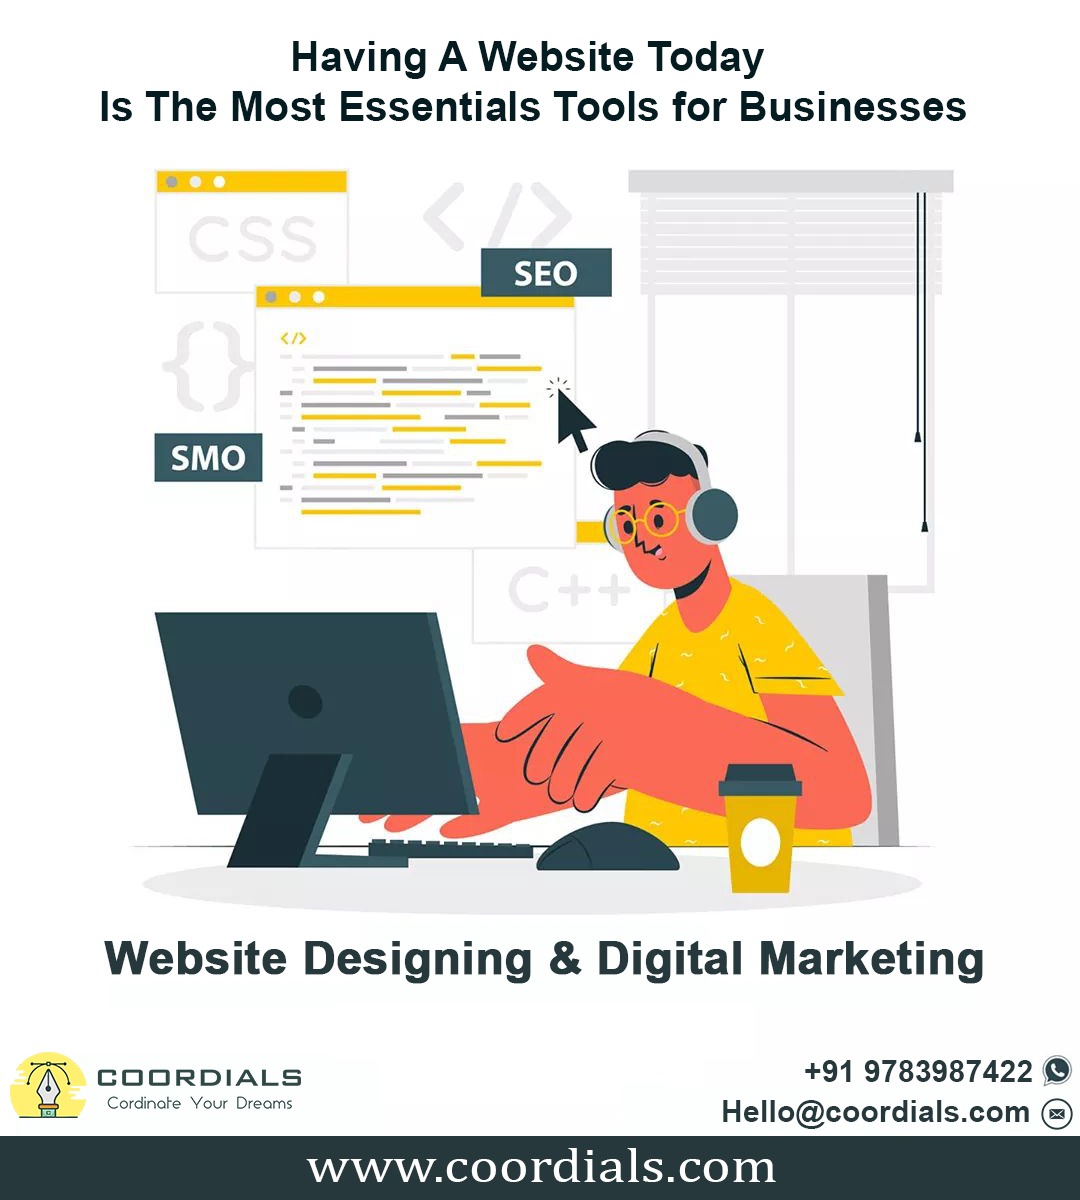 Having A Website Today
Is The Most Essentials Tools for Businesses
CSS
</>
SEO
</>
{}
SMO
C++
Website Designing & Digital Marketing
COORDIALS
Cordinate Your Dreams
+91 9783987422
Hello@coordials.com
www.coordials.com